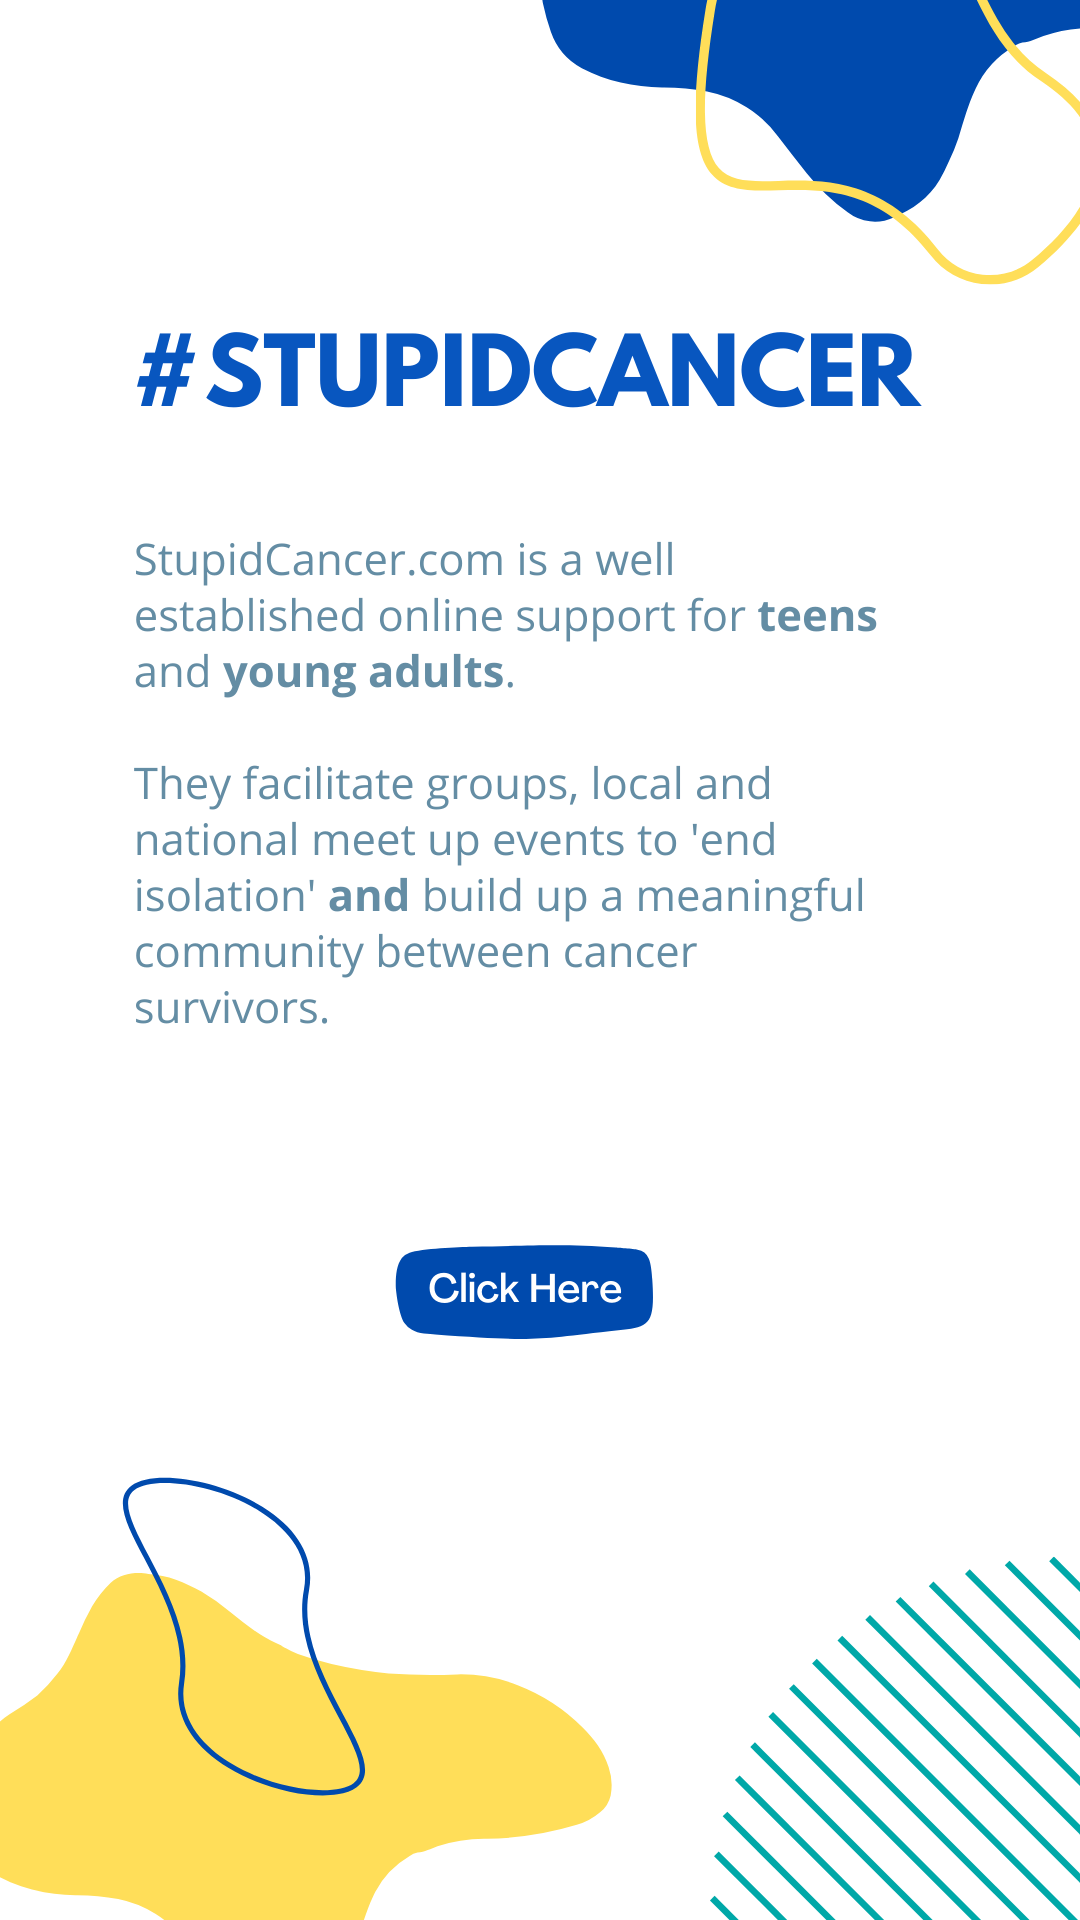 #STUPIDCANCER
StupidCancer.com is a well
established online support for teens
and young adults.
They facilitate groups, local and
national meet up events to 'end
isolation' and build up a meaningful
community between cancer
survivors.
Click Here